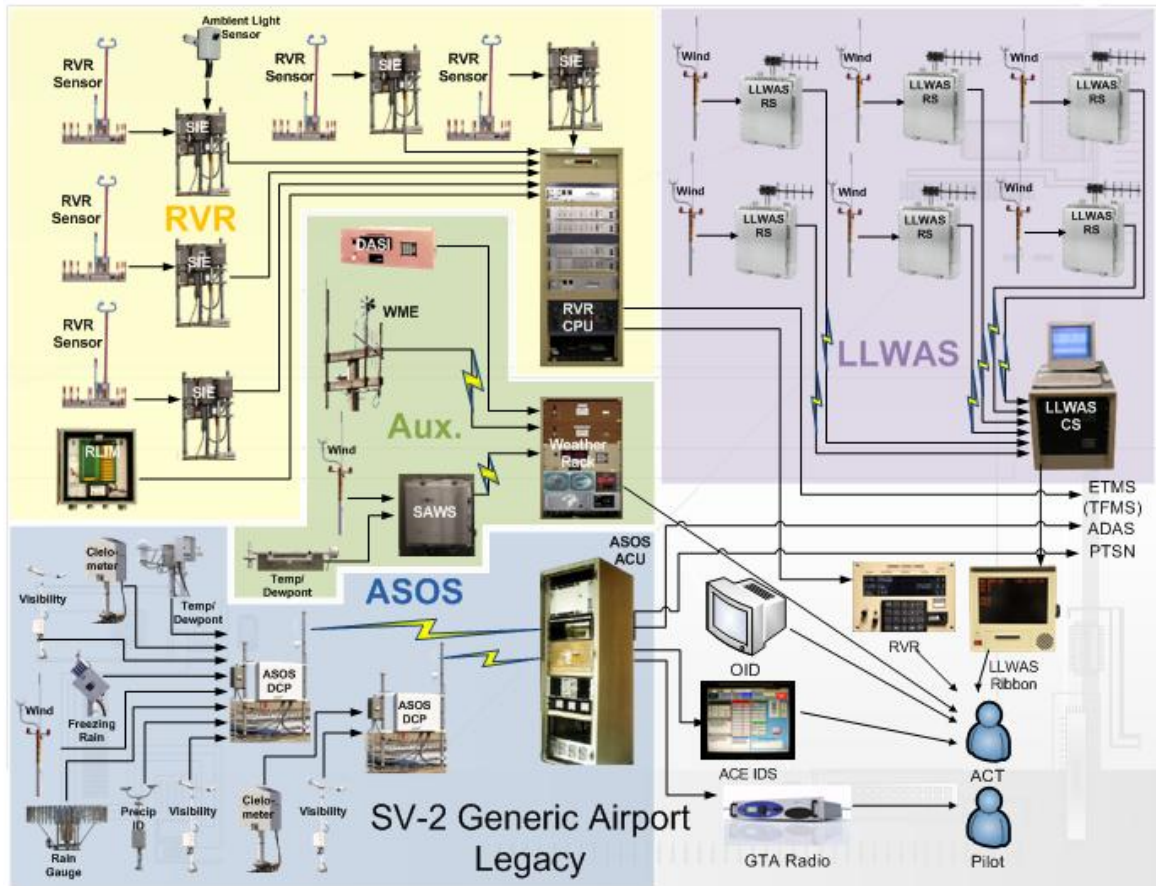 Ambient Light
Sensor
RVR
Sensor
SIE
RVR
Sensor
SIE
RVR
Sensor
SIE
RVR
Sensor
SIE
RVR
Sensor
SIE
RLIM
RVR
RVR
CPU
DASI
WME
Aux.
Wind
SAWS
Temp/
Dewpont
Weather
Rack
Wind
LLWAS
RS
Wind
LLWAS
RS
Wind
LLWAS
RS
Wind
LLWAS
RS
Wind
LLWAS
RS
Wind
LLWAS
RS
LLWAS
LLWAS
CS
ETMS
(TFMS)
ADAS
PTSN
ASOS
Cielo-
meter
Visibility
Temp/
Dewpont
Freezing
Rain
Wind
Rain
Gauge
Precip
ID
Visibility
Cielo-
meter
Visibility
ASOS
DCP
ASOS
DCP
ASOS
ACU
OID
RVR
LLWAS
Ribbon
ACE IDS
ACT
GTA Radio
Pilot
SV-2 Generic Airport
Legacy